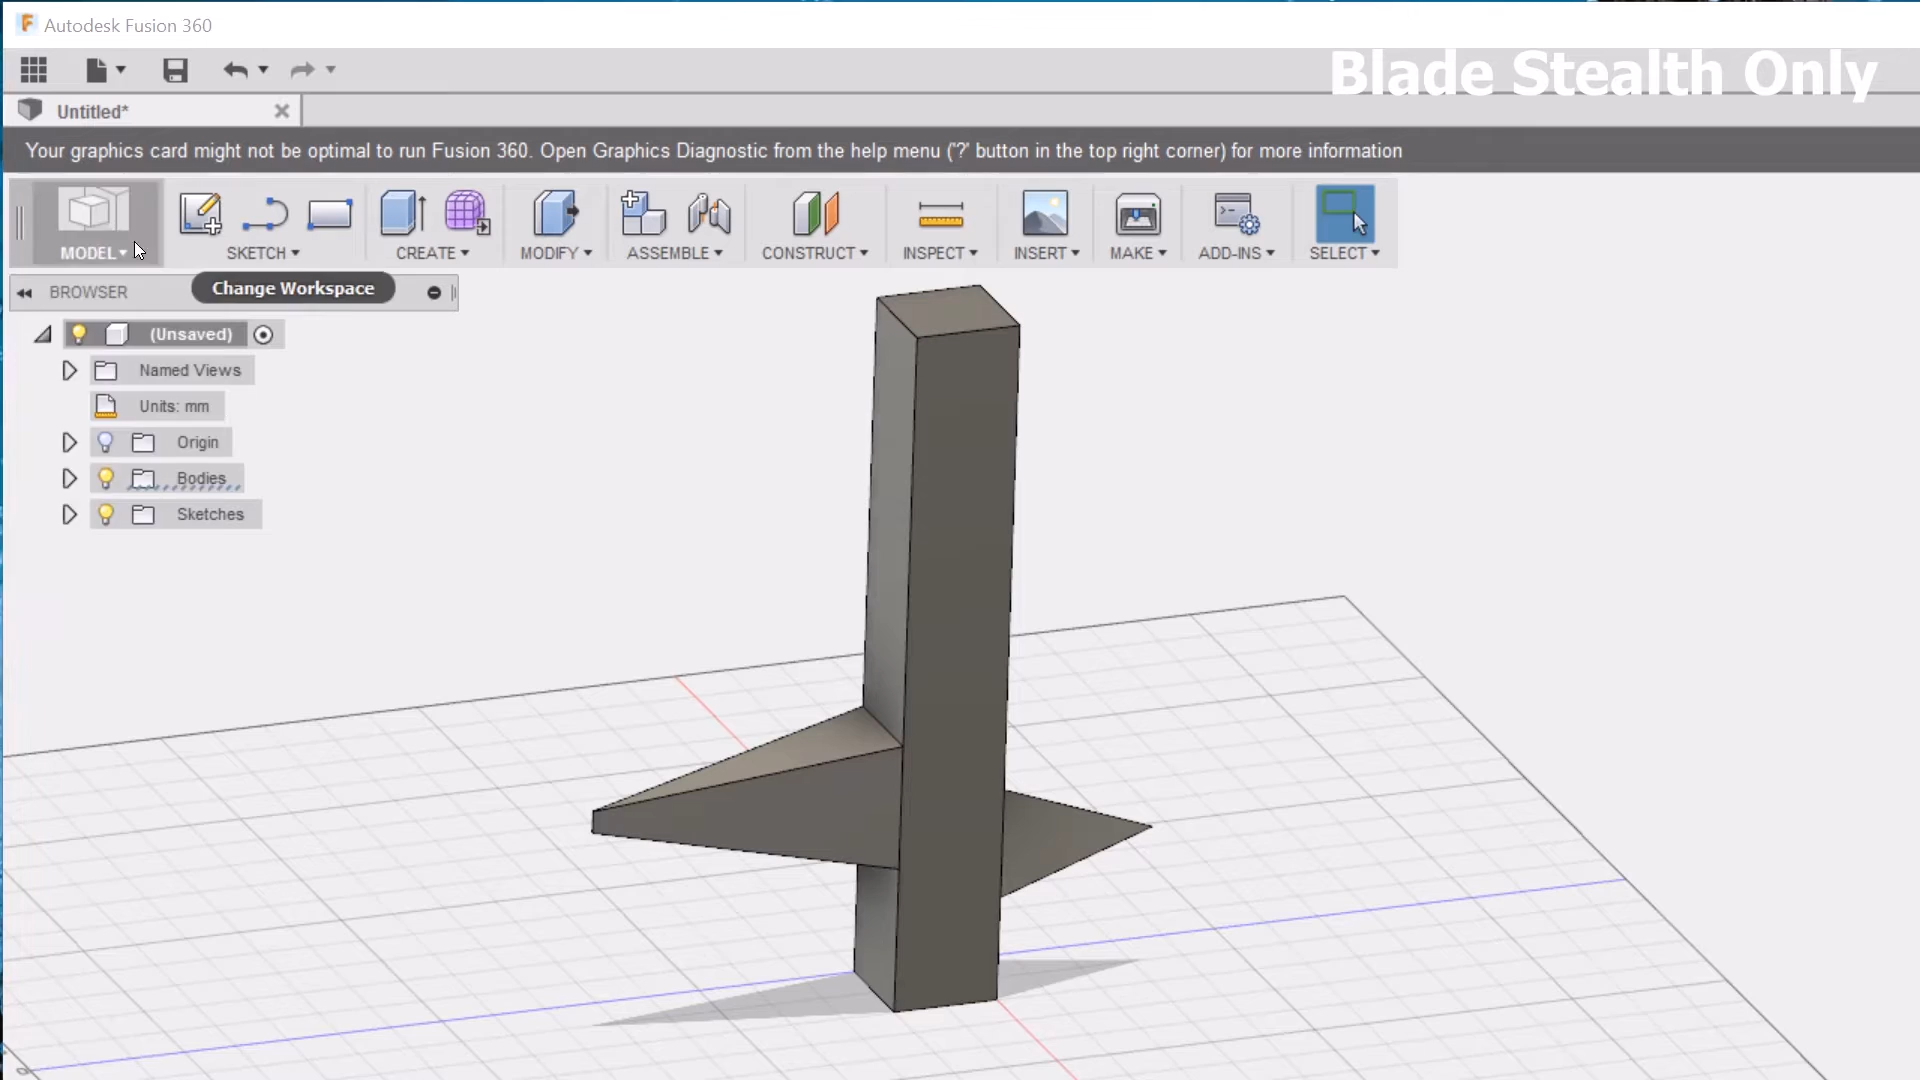 Autodesk Fusion 360
Blade Stealth Only
Untitled*
Your graphics card might not be optimal to run Fusion 360. Open Graphics Diagnostic from the help menu ('?' button in the top right corner) for more information
MODEL SKETCH CREATE MODIFY ASSEMBLE CONSTRUCT INSPECT INSERT MAKE ADD-INS SELECT
BROWSER
Change Workspace
(Unsaved)
Named Views
Units: mm
Origin
Bodies
Sketches